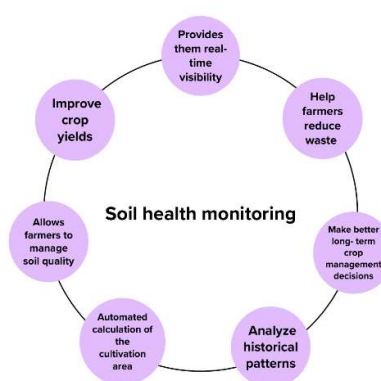 Provides
them real-
time
visibility
Help
farmers
reduce
waste
Make better
long- term
crop
management
decisions
Analyze
historical
patterns
Automated
calculation of
the
cultivation
area
Allows
farmers to
manage
soil quality
Improve
crop
yields
Soil health monitoring